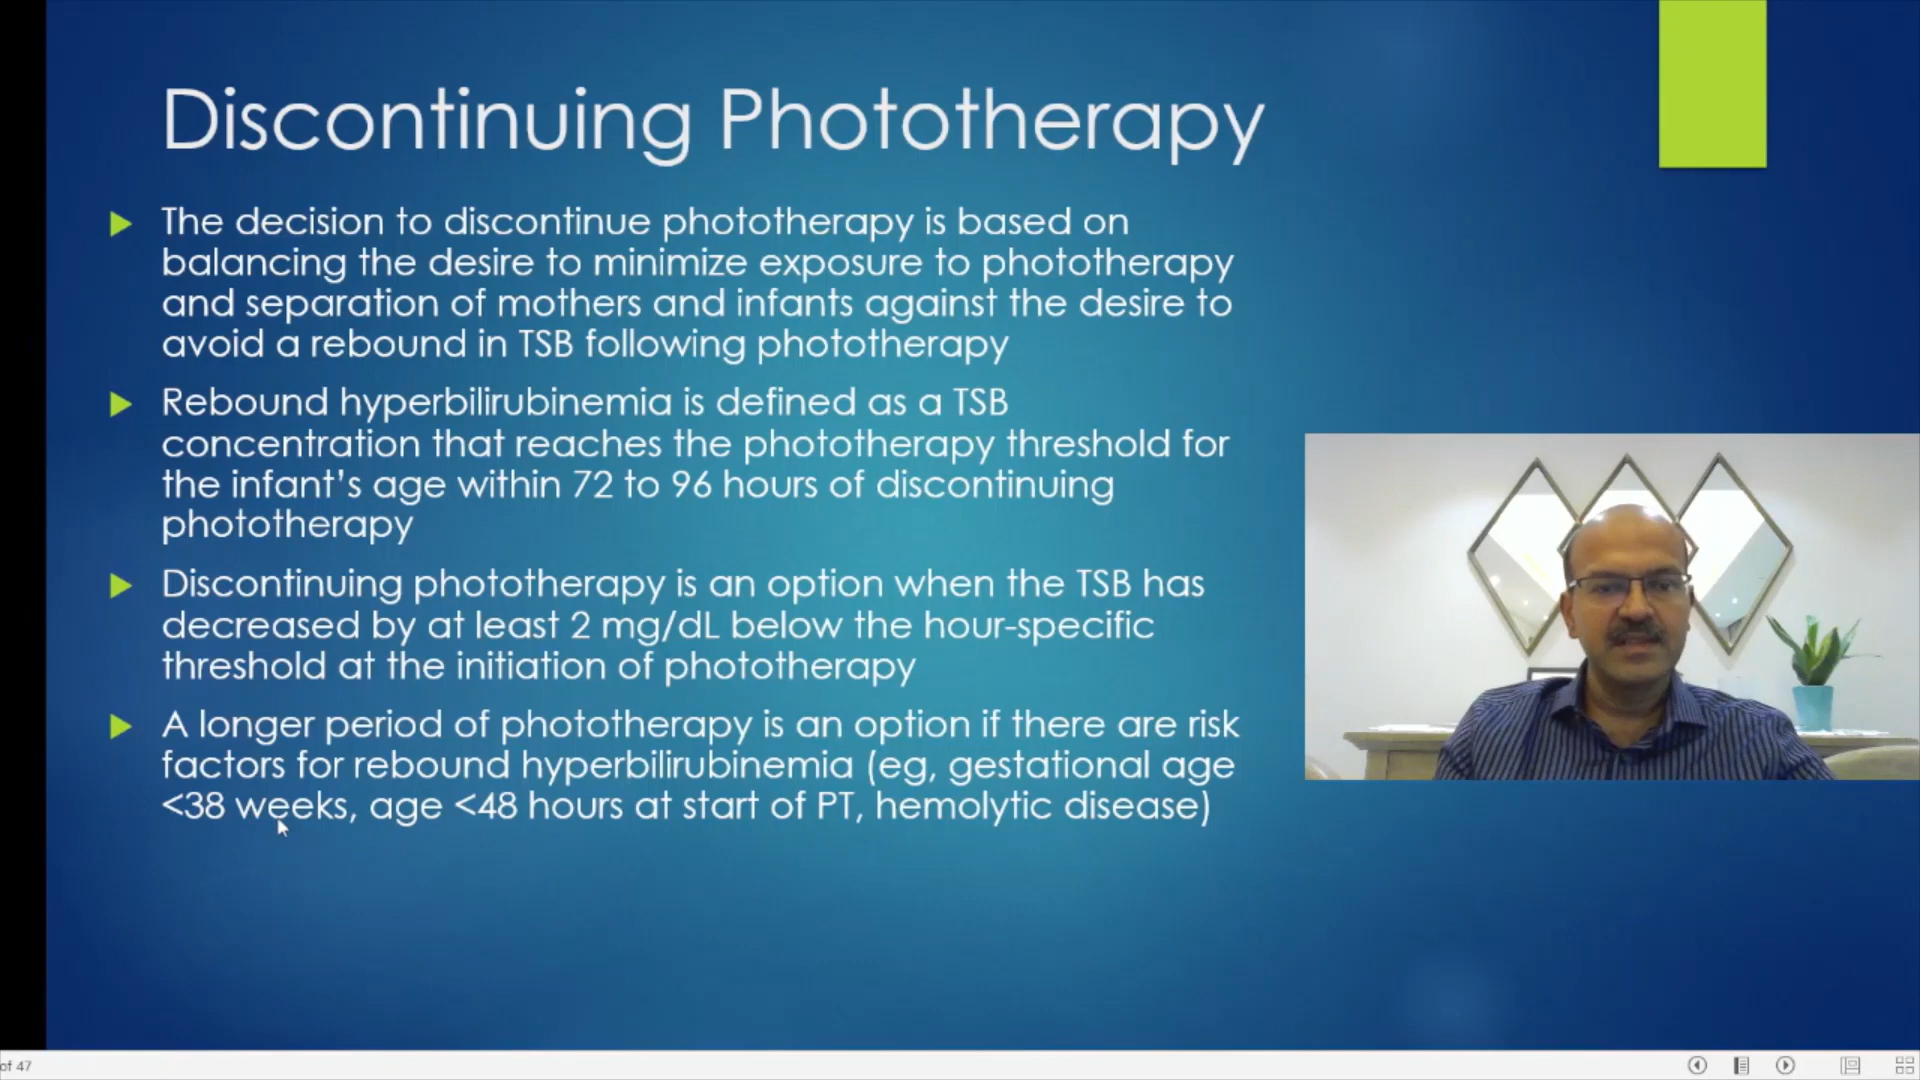 Discontinuing Phototherapy
The decision to discontinue phototherapy is based on
balancing the desire to minimize exposure to phototherapy
and separation of mothers and infants against the desire to
avoid a rebound in TSB following phototherapy
Rebound hyperbilirubinemia is defined as a TSB
concentration that reaches the phototherapy threshold for
the infant’s age within 72 to 96 hours of discontinuing
phototherapy
Discontinuing phototherapy is an option when the TSB has
decreased by at least 2 mg/dL below the hour-specific
threshold at the initiation of phototherapy
A longer period of phototherapy is an option if there are risk
factors for rebound hyperbilirubinemia (eg, gestational age
<38 weeks, age <48 hours at start of PT, hemolytic disease)
of 47